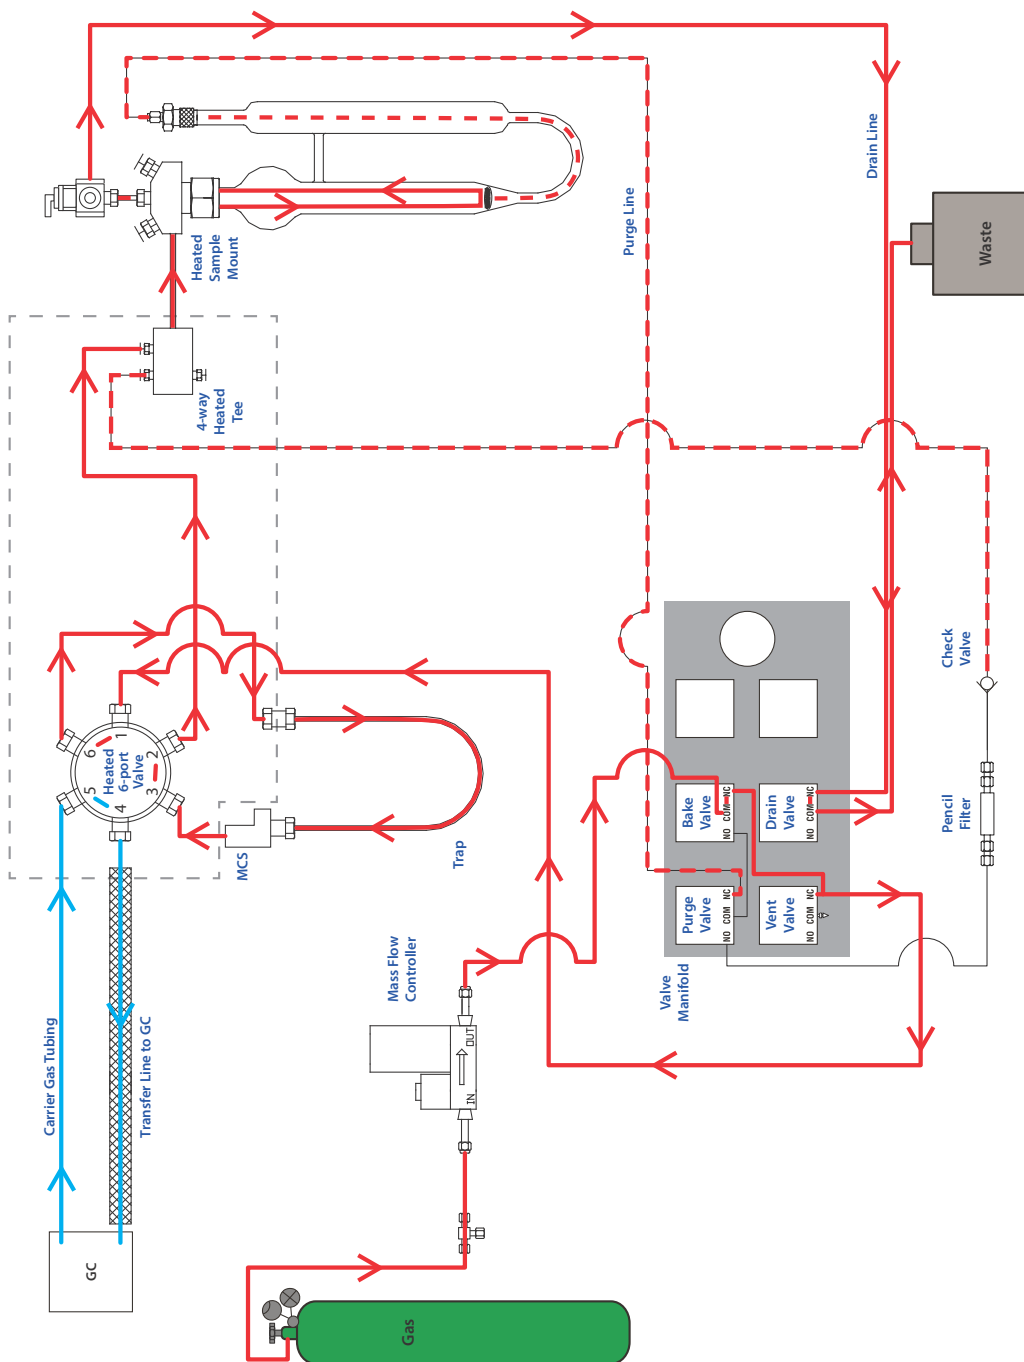 Drain Line
Purge Line
Waste
Heated
Sample
Mount
4-way
Heated
Tee
Heated
6-port
Valve
1
2
3
4
5
6
MCS
Trap
Check
Valve
Pencil
Filter
Bake
Valve
NO COM NC
Drain
Valve
NO COM NC
Purge
Valve
NO COM NC
Vent
Valve
NO COM NC
Valve
Manifold
Mass Flow
Controller
IN
OUT
Carrier Gas Tubing
Transfer Line to GC
GC
Gas